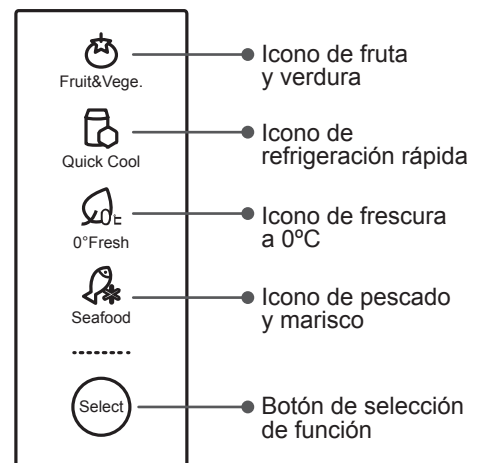 Fruit&Vege.
Icono de fruta
y verdura
Quick Cool
Icono de
refrigeración rápida
0°Fresh
Icono de frescura
a 0ºC
Seafood
Icono de pescado
y marisco
Select
Botón de selección
de función